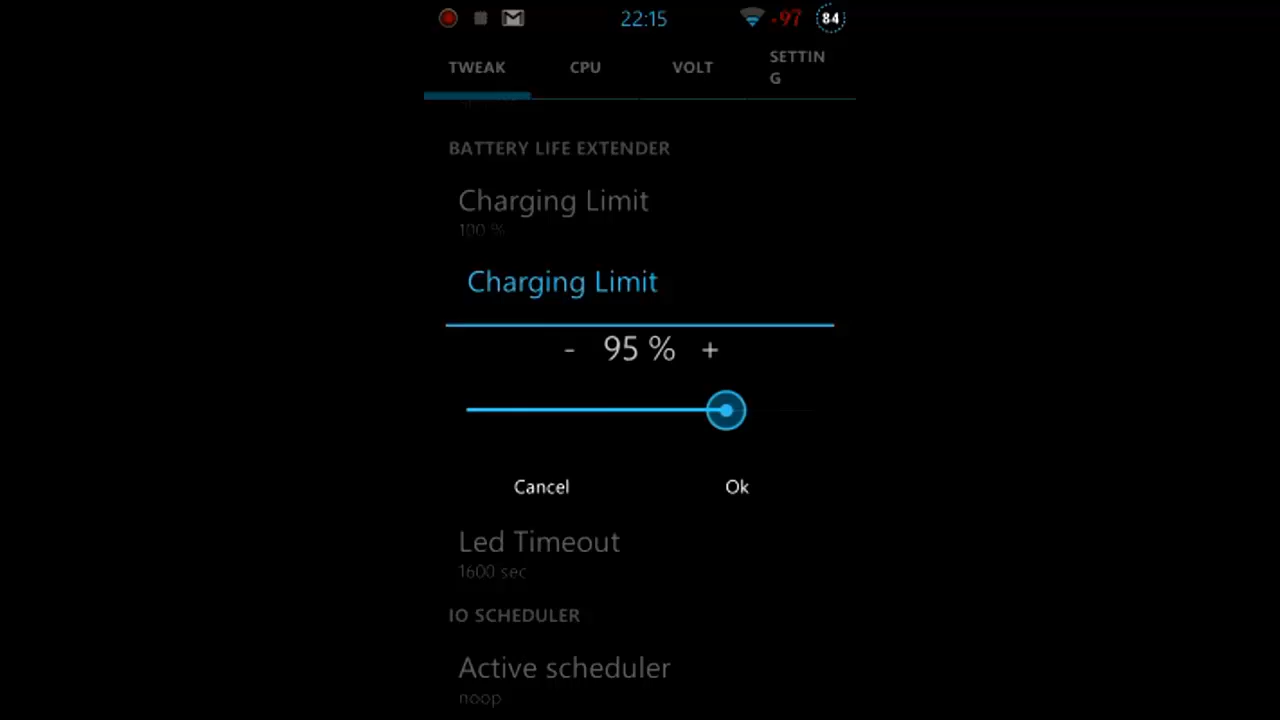 22:15 -97 84
TWEAK CPU VOLT SETTIN
G
BATTERY LIFE EXTENDER
Charging Limit
100 %
Charging Limit
- 95 % +
Cancel Ok
Led Timeout
1600 sec
IO SCHEDULER
Active scheduler
noop